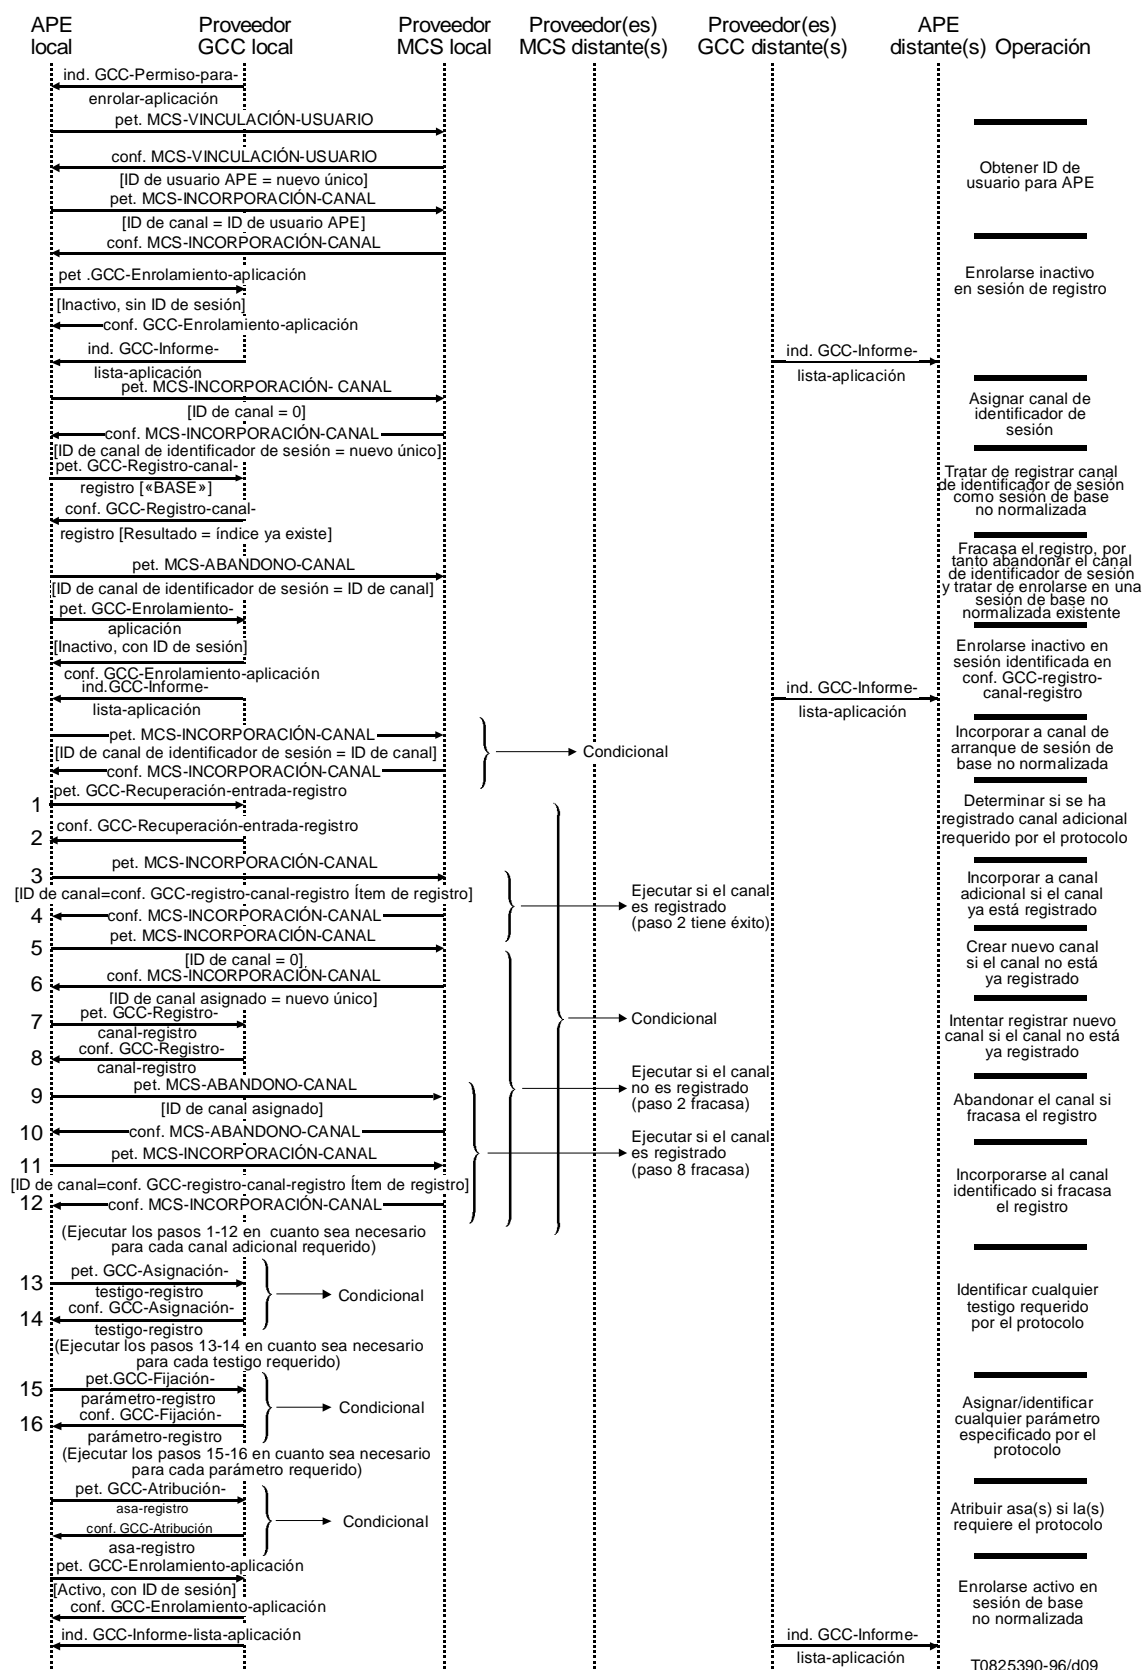 APE
local
Proveedor
GCC local
Proveedor
MCS local
Proveedor(es)
MCS distante(s)
Proveedor(es)
GCC distante(s)
APE
distante(s)
Operación
ind. GCC-Permiso-para-
enrolar-aplicación
pet. MCS-VINCULACIÓN-USUARIO
conf. MCS-VINCULACIÓN-USUARIO
[ID de usuario APE = nuevo único]
Obtener ID de
usuario para APE
pet. MCS-INCORPORACIÓN-CANAL
[ID de canal = ID de usuario APE]
conf. MCS-INCORPORACIÓN-CANAL
pet .GCC-Enrolamiento-aplicación
[Inactivo, sin ID de sesión]
Enrolarse inactivo
en sesión de registro
conf. GCC-Enrolamiento-aplicación
ind. GCC-Informe-
lista-aplicación
ind. GCC-Informe-
lista-aplicación
pet. MCS-INCORPORACIÓN- CANAL
[ID de canal = 0]
Asignar canal de
identificador de
sesión
conf. MCS-INCORPORACIÓN-CANAL
[ID de canal de identificador de sesión = nuevo único]
pet. GCC-Registro-canal-
registro [«BASE»]
Tratar de registrar canal
de identificador de sesión
como sesión de base
no normalizada
conf. GCC-Registro-canal-
registro [Resultado = índice ya existe]
pet. MCS-ABANDONO-CANAL
[ID de canal de identificador de sesión = ID de canal]
Fracasa el registro, por
tanto abandonar el canal
de identificador de sesión
y tratar de enrolarse en una
sesión de base no
normalizada existente
pet. GCC-Enrolamiento-
aplicación
[Inactivo, con ID de sesión]
conf. GCC-Enrolamiento-aplicación
Enrolarse inactivo en
sesión identificada en
conf. GCC-registro-
canal-registro
ind.GCC-Informe-
lista-aplicación
ind. GCC-Informe-
lista-aplicación
pet. MCS-INCORPORACIÓN-CANAL
[ID de canal de identificador de sesión = ID de canal]
conf. MCS-INCORPORACIÓN-CANAL
Condicional
Incorporar a canal de
arranque de sesión de
base no normalizada
1
pet. GCC-Recuperación-entrada-registro
2
conf. GCC-Recuperación-entrada-registro
Determinar si se ha
registrado canal adicional
requerido por el protocolo
3
pet. MCS-INCORPORACIÓN-CANAL
[ID de canal=conf. GCC-registro-canal-registro Ítem de registro]
4
conf. MCS-INCORPORACIÓN-CANAL
Ejecutar si el canal
es registrado
(paso 2 tiene éxito)
Incorporar a canal
adicional si el canal
ya está registrado
5
pet. MCS-INCORPORACIÓN-CANAL
[ID de canal = 0]
6
conf. MCS-INCORPORACIÓN-CANAL
[ID de canal asignado = nuevo único]
Crear nuevo canal
si el canal no está
ya registrado
7
pet. GCC-Registro-
canal-registro
8
conf. GCC-Registro-
canal-registro
Condicional
Intentar registrar nuevo
canal si el canal no está
ya registrado
9
pet. MCS-ABANDONO-CANAL
[ID de canal asignado]
10
conf. MCS-ABANDONO-CANAL
Ejecutar si el canal
no es registrado
(paso 2 fracasa)
Abandonar el canal si
fracasa el registro
11
pet. MCS-INCORPORACIÓN-CANAL
[ID de canal=conf. GCC-registro-canal-registro Ítem de registro]
12
conf. MCS-INCORPORACIÓN-CANAL
Ejecutar si el canal
es registrado
(paso 8 fracasa)
Incorporarse al canal
identificado si fracasa
el registro
(Ejecutar los pasos 1-12 en cuanto sea necesario
para cada canal adicional requerido)
13
pet. GCC-Asignación-
testigo-registro
14
conf. GCC-Asignación-
testigo-registro
Condicional
Identificar cualquier
testigo requerido
por el protocolo
(Ejecutar los pasos 13-14 en cuanto sea necesario
para cada testigo requerido)
15
pet.GCC-Fijación-
parámetro-registro
16
conf. GCC-Fijación-
parámetro-registro
Condicional
Asignar/identificar
cualquier parámetro
especificado por el
protocolo
(Ejecutar los pasos 15-16 en cuanto sea necesario
para cada parámetro requerido)
pet. GCC-Atribución-
asa-registro
conf. GCC-Atribución
asa-registro
Condicional
Atribuir asa(s) si la(s)
requiere el protocolo
pet. GCC-Enrolamiento-aplicación
[Activo, con ID de sesión]
conf. GCC-Enrolamiento-aplicación
Enrolarse activo en
sesión de base
no normalizada
ind. GCC-Informe-lista-aplicación
ind. GCC-Informe-
lista-aplicación
T0825390-96/d09